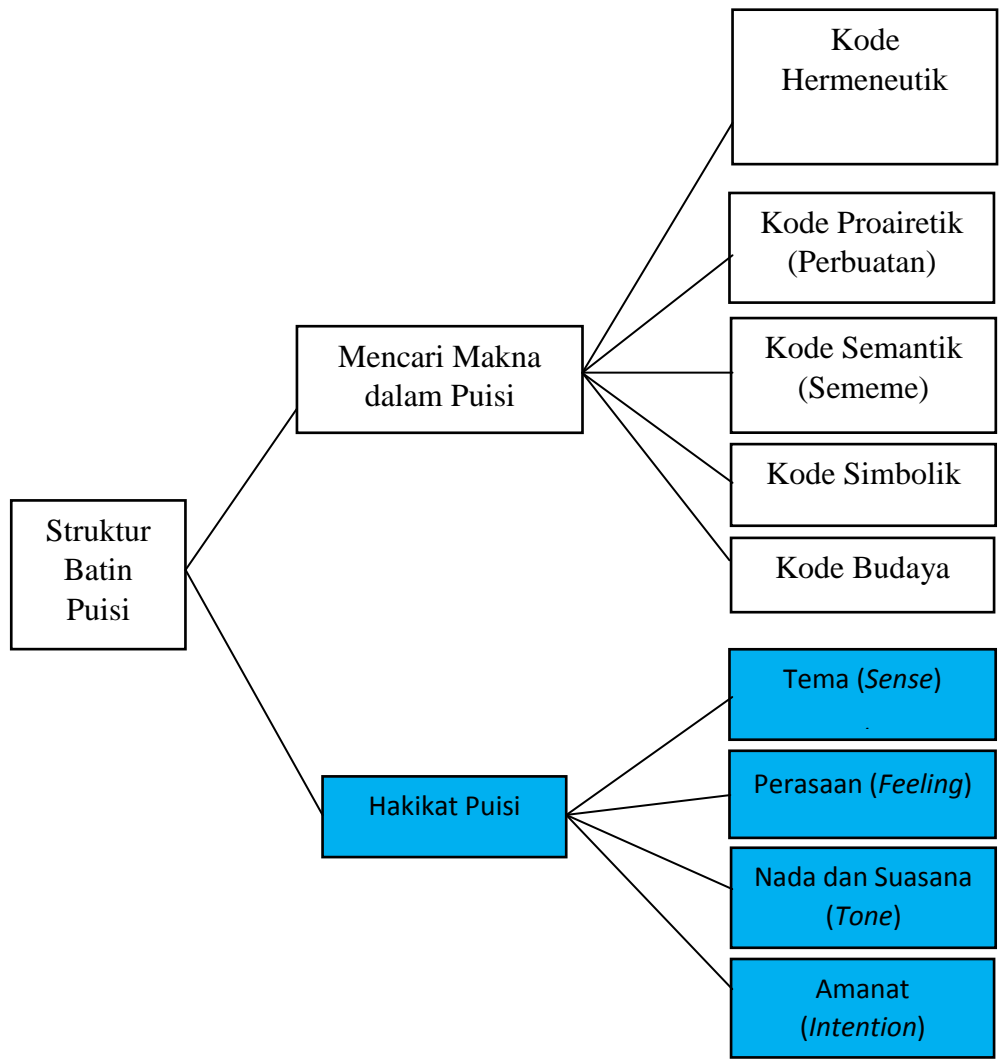 Struktur
Batin
Puisi
Mencari Makna
dalam Puisi
Kode
Hermeneutik
Kode Proairetik
(Perbuatan)
Kode Semantik
(Sememe)
Kode Simbolik
Kode Budaya
Hakikat Puisi
Tema (Sense)
.
Perasaan (Feeling)
Nada dan Suasana
(Tone)
Amanat
(Intention)